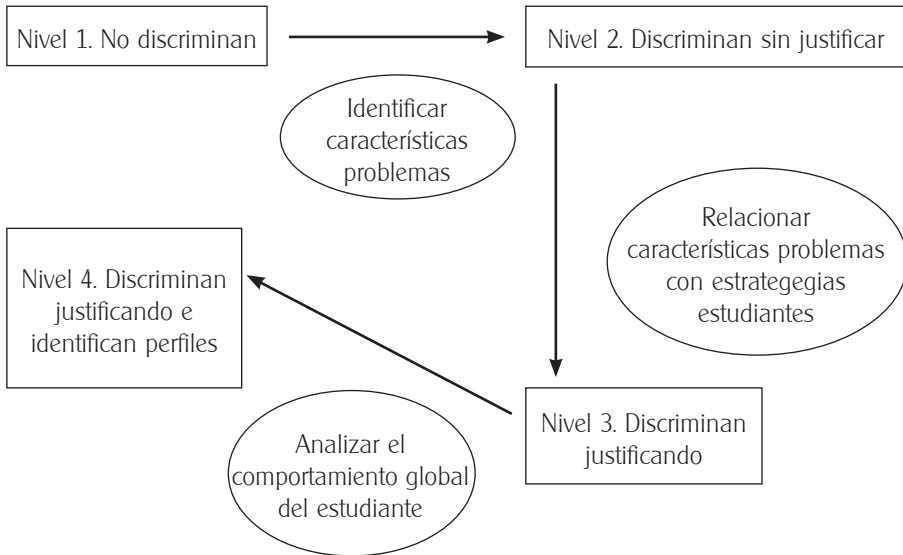 Nivel 1. No discriminan
Nivel 2. Discriminan sin justificar
Identificar
características
problemas
Relacionar
características problemas
con estrategegias
estudiantes
Nivel 3. Discriminan
justificando
Analizar el
comportamiento global
del estudiante
Nivel 4. Discriminan
justificando e
identifican perfiles